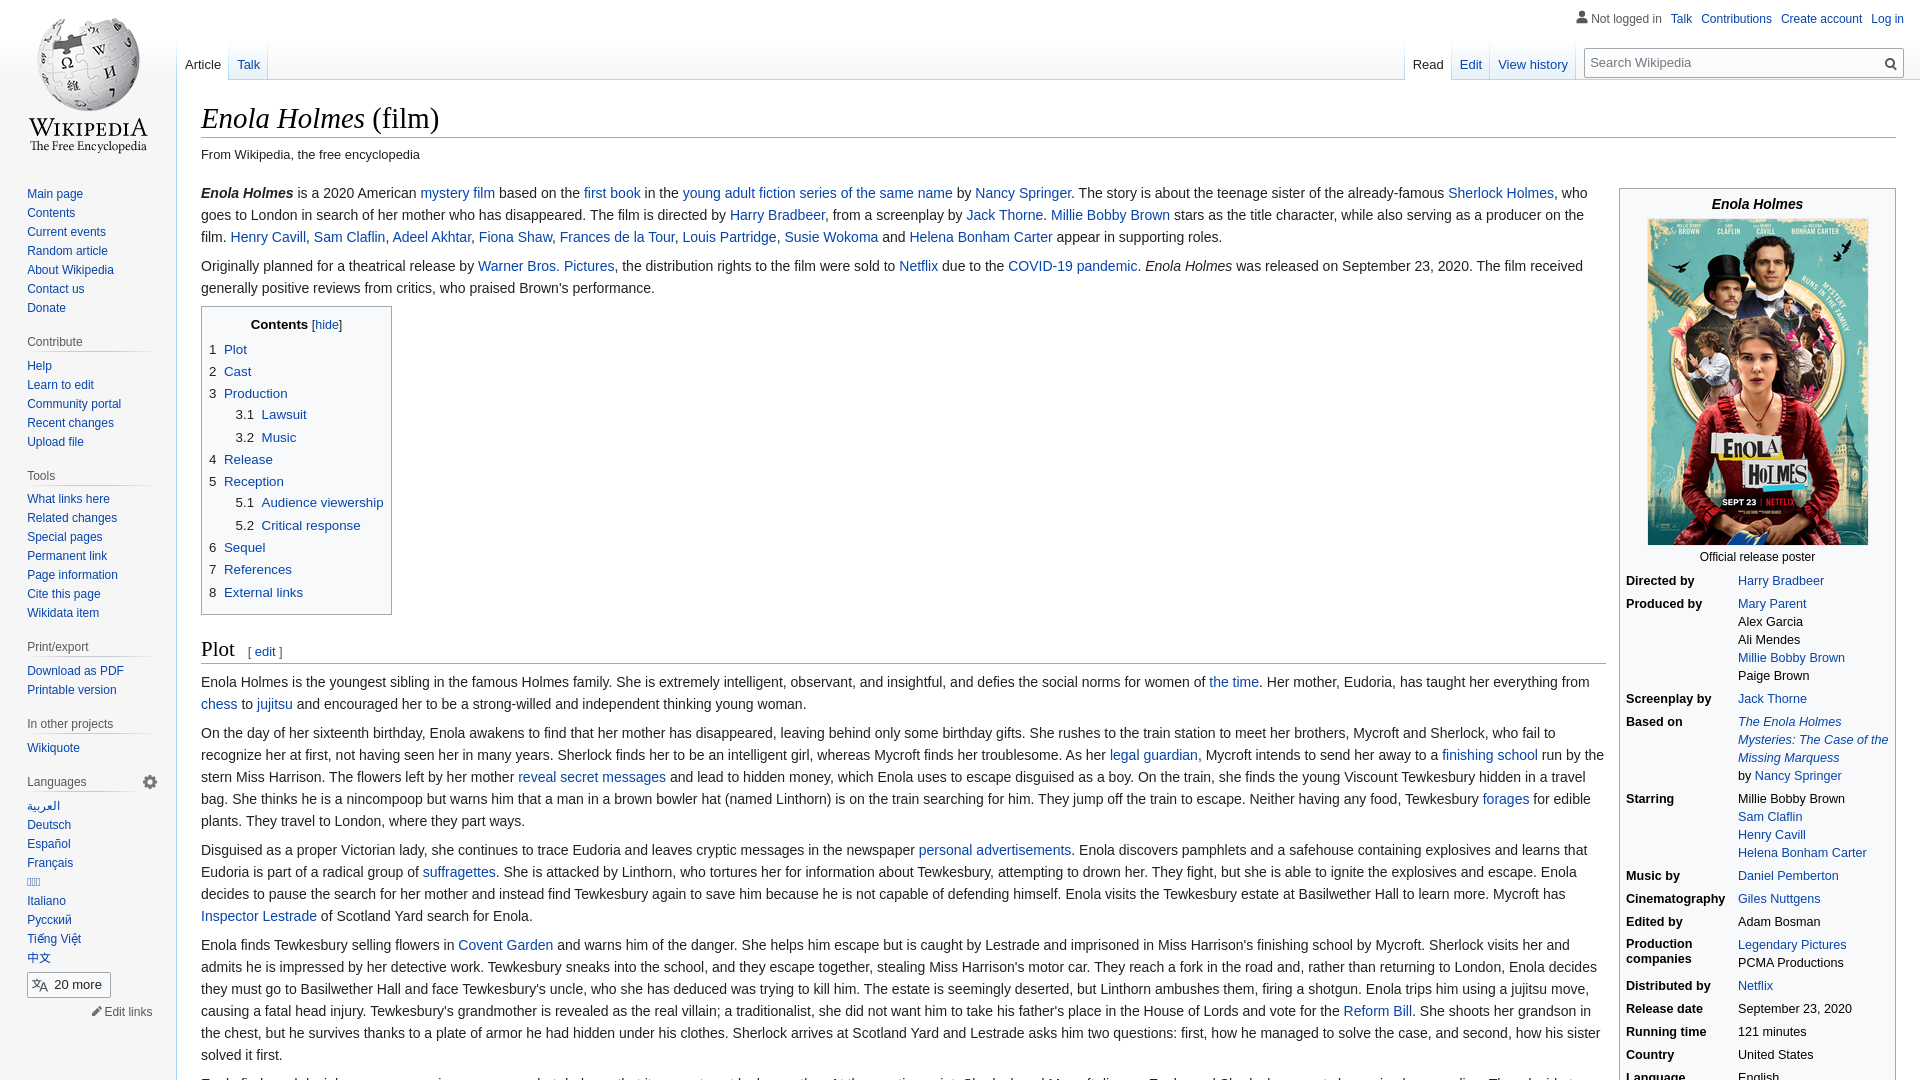 Not logged in Talk Contributions Create account Log in
Article Talk
Read Edit View history Search Wikipedia
WIKIPEDIA
The Free Encyclopedia
Main page
Contents
Current events
Random article
About Wikipedia
Contact us
Donate
Contribute
Help
Learn to edit
Community portal
Recent changes
Upload file
Tools
What links here
Related changes
Special pages
Permanent link
Page information
Cite this page
Wikidata item
Print/export
Download as PDF
Printable version
In other projects
Wikiquote
Languages
العربية
Deutsch
Español
Français
Italiano
Русский
Tiếng Việt
中文
20 more
Edit links
Enola Holmes (film)
From Wikipedia, the free encyclopedia
Enola Holmes is a 2020 American mystery film based on the first book in the young adult fiction series of the same name by Nancy Springer. The story is about the teenage sister of the already-famous Sherlock Holmes, who
goes to London in search of her mother who has disappeared. The film is directed by Harry Bradbeer, from a screenplay by Jack Thorne. Millie Bobby Brown stars as the title character, while also serving as a producer on the
film. Henry Cavill, Sam Claflin, Adeel Akhtar, Fiona Shaw, Frances de la Tour, Louis Partridge, Susie Wokoma and Helena Bonham Carter appear in supporting roles.
Originally planned for a theatrical release by Warner Bros. Pictures, the distribution rights to the film were sold to Netflix due to the COVID-19 pandemic. Enola Holmes was released on September 23, 2020. The film received
generally positive reviews from critics, who praised Brown's performance.
Contents [hide]
1 Plot
2 Cast
3 Production
3.1 Lawsuit
3.2 Music
4 Release
5 Reception
5.1 Audience viewership
5.2 Critical response
6 Sequel
7 References
8 External links
Plot [ edit ]
Enola Holmes is the youngest sibling in the famous Holmes family. She is extremely intelligent, observant, and insightful, and defies the social norms for women of the time. Her mother, Eudoria, has taught her everything from
chess to jujitsu and encouraged her to be a strong-willed and independent thinking young woman.
On the day of her sixteenth birthday, Enola awakens to find that her mother has disappeared, leaving behind only some birthday gifts. She rushes to the train station to meet her brothers, Mycroft and Sherlock, who fail to
recognize her at first, not having seen her in many years. Sherlock finds her to be an intelligent girl, whereas Mycroft finds her troublesome. As her legal guardian, Mycroft intends to send her away to a finishing school run by the
stern Miss Harrison. The flowers left by her mother reveal secret messages and lead to hidden money, which Enola uses to escape disguised as a boy. On the train, she finds the young Viscount Tewkesbury hidden in a travel
bag. She thinks he is a nincompoop but warns him that a man in a brown bowler hat (named Linthorn) is on the train searching for him. They jump off the train to escape. Neither having any food, Tewkesbury forages for edible
plants. They travel to London, where they part ways.
Disguised as a proper Victorian lady, she continues to trace Eudoria and leaves cryptic messages in the newspaper personal advertisements. Enola discovers pamphlets and a safehouse containing explosives and learns that
Eudoria is part of a radical group of suffragettes. She is attacked by Linthorn, who tortures her for information about Tewkesbury, attempting to drown her. They fight, but she is able to ignite the explosives and escape. Enola
decides to pause the search for her mother and instead find Tewkesbury again to save him because he is not capable of defending himself. Enola visits the Tewkesbury estate at Basilwether Hall to learn more. Mycroft has
Inspector Lestrade of Scotland Yard search for Enola.
Enola finds Tewkesbury selling flowers in Covent Garden and warns him of the danger. She helps him escape but is caught by Lestrade and imprisoned in Miss Harrison's finishing school by Mycroft. Sherlock visits her and
admits he is impressed by her detective work. Tewkesbury sneaks into the school, and they escape together, stealing Miss Harrison's motor car. They reach a fork in the road and, rather than returning to London, Enola decides
they must go to Basilwether Hall and face Tewkesbury's uncle, who she has deduced was trying to kill him. The estate is seemingly deserted, but Linthorn ambushes them, firing a shotgun. Enola trips him using a jujitsu move,
causing a fatal head injury. Tewkesbury's grandmother is revealed as the real villain; a traditionalist, she did not want him to take his father's place in the House of Lords and vote for the Reform Bill. She shoots her grandson in
the chest, but he survives thanks to a plate of armor he had hidden under his clothes. Sherlock arrives at Scotland Yard and Lestrade asks him two questions: first, how he managed to solve the case, and second, how his sister
solved it first.
Enola Holmes
MILLIE BOBBY BROWN SAM CLAFLIN HENRY CAVILL HELENA BONHAM CARTER
MYSTERY RUNS IN THE FAMILY
ENOLA HOLMES
SEPT 23 | NETFLIX
Official release poster
Directed by Harry Bradbeer
Produced by Mary Parent
Alex Garcia
Ali Mendes
Millie Bobby Brown
Paige Brown
Screenplay by Jack Thorne
Based on The Enola Holmes
Mysteries: The Case of the
Missing Marquess
by Nancy Springer
Starring Millie Bobby Brown
Sam Claflin
Henry Cavill
Helena Bonham Carter
Music by Daniel Pemberton
Cinematography Giles Nuttgens
Edited by Adam Bosman
Production companies Legendary Pictures
PCMA Productions
Distributed by Netflix
Release date September 23, 2020
Running time 121 minutes
Country United States
Language English